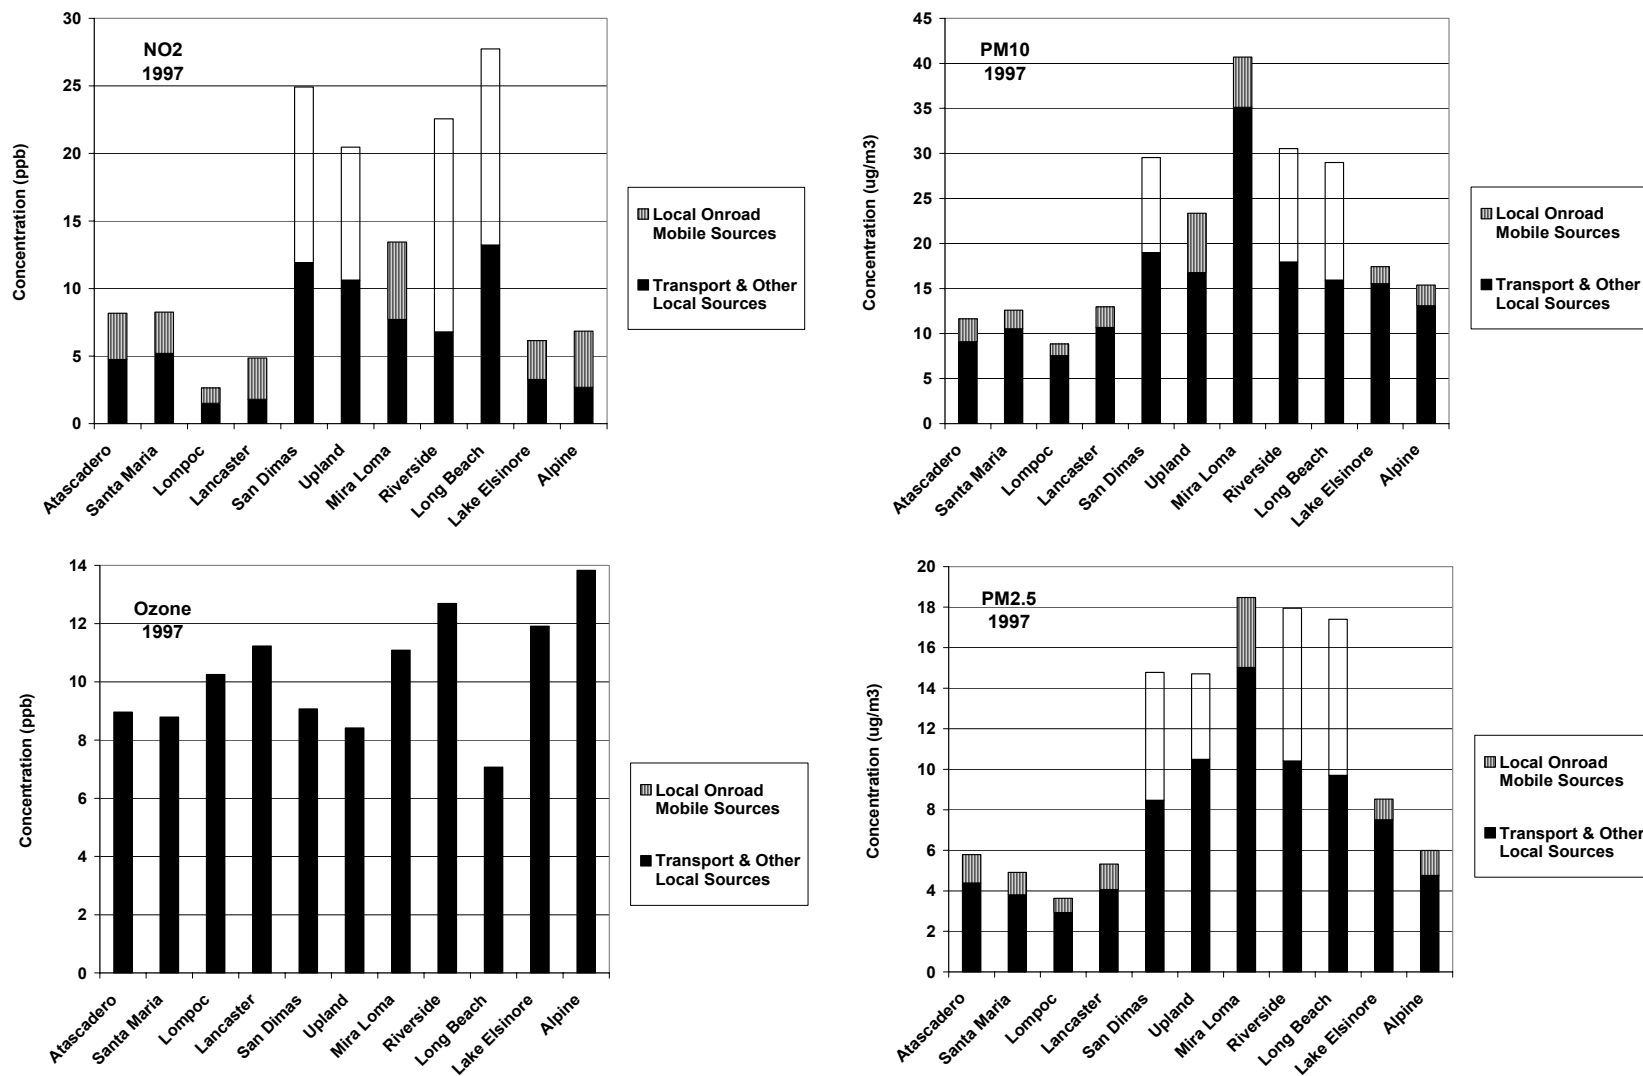 NO2
1997
30
25
20
15
10
5
0
Concentration (ppb)
Atascadero
Santa Maria
Lompoc
Lancaster
San Dimas
Upland
Mira Loma
Riverside
Long Beach
Lake Elsinore
Alpine
Local Onroad
Mobile Sources
Transport & Other
Local Sources
PM10
1997
45
40
35
30
25
20
15
10
5
0
Concentration (ug/m3)
Atascadero
Santa Maria
Lompoc
Lancaster
San Dimas
Upland
Mira Loma
Riverside
Long Beach
Lake Elsinore
Alpine
Local Onroad
Mobile Sources
Transport & Other
Local Sources
Ozone
1997
14
12
10
8
6
4
2
0
Concentration (ppb)
Atascadero
Santa Maria
Lompoc
Lancaster
San Dimas
Upland
Mira Loma
Riverside
Long Beach
Lake Elsinore
Alpine
Local Onroad
Mobile Sources
Transport & Other
Local Sources
PM2.5
1997
20
18
16
14
12
10
8
6
4
2
0
Concentration (ug/m3)
Atascadero
Santa Maria
Lompoc
Lancaster
San Dimas
Upland
Mira Loma
Riverside
Long Beach
Lake Elsinore
Alpine
Local Onroad
Mobile Sources
Transport & Other
Local Sources